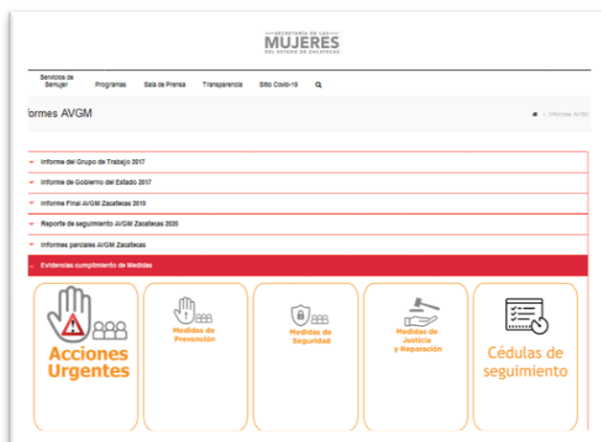 SECRETARÍA DE LAS
MUJERES
DEL ESTADO DE ZACATECAS
Servicios de
Semujer
Programas
Sala de Prensa
Transparencia
Sitio Covid-19
formes AVGM
> Informes AVGM
Informe del Grupo de Trabajo 2017
Informe de Gobierno del Estado 2017
Informe Final AVGM Zacatecas 2019
Reporte de seguimiento AVGM Zacatecas 2020
Informes parciales AVGM Zacatecas
Evidencias cumplimiento de Medidas
Acciones
Urgentes
Medidas de
Prevención
Medidas de
Seguridad
Medidas de
Justicia
y Reparación
Cédulas de
seguimiento